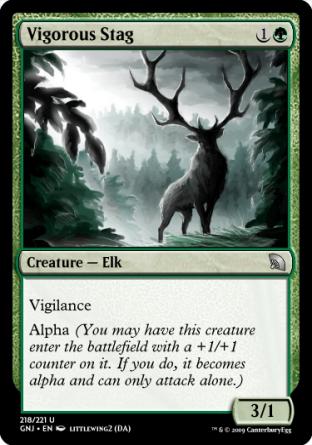 Vigorous Stag 1
Creature — Elk
Vigilance
Alpha (You may have this creature
enter the battlefield with a +1/+1
counter on it. If you do, it becomes
alpha and can only attack alone.)
3/1
218/221 U
GNJ • EN LITTLEWING2 (DA)
™ & © 2019 CanterburyEgg